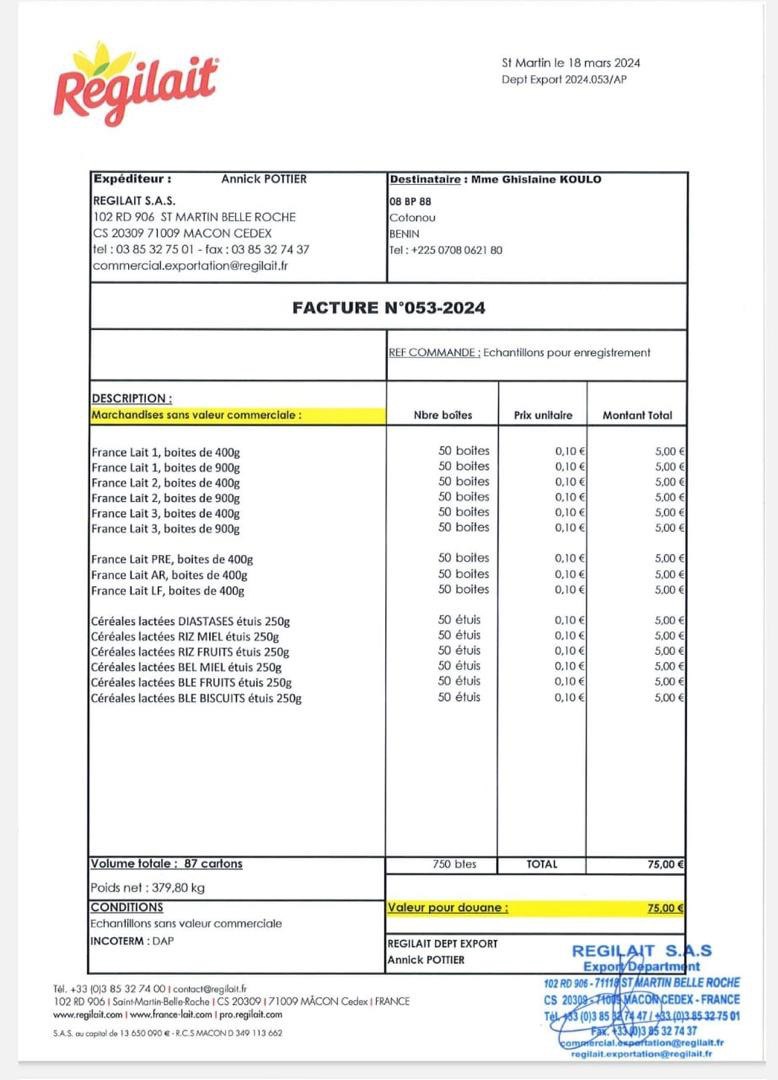 Régilait
St Martin le 18 mars 2024
Dept Export 2024.053/AP
Expéditeur : Annick POTTIER
Destinataire : Mme Ghislaine KOULO
REGILAIT S.A.S.
08 BP 88
102 RD 906 ST MARTIN BELLE ROCHE
Cotonou
CS 20309 71009 MACON CEDEX
BENIN
tel : 03 85 32 75 01 - fax : 03 85 32 74 37
Tel : +225 0708 0621 80
commercial.exportation@regilait.fr
FACTURE N°053-2024
REF COMMANDE : Echantillons pour enregistrement
DESCRIPTION :
Marchandises sans valeur commerciale : Nbre boîtes Prix unitaire Montant Total
France Lait 1, boites de 400g 50 boites 0,10 € 5,00 €
France Lait 1, boites de 900g 50 boites 0,10 € 5,00 €
France Lait 2, boites de 400g 50 boites 0,10 € 5,00 €
France Lait 2, boites de 900g 50 boites 0,10 € 5,00 €
France Lait 3, boites de 400g 50 boites 0,10 € 5,00 €
France Lait 3, boites de 900g 50 boites 0,10 € 5,00 €
France Lait PRE, boites de 400g 50 boites 0,10 € 5,00 €
France Lait AR, boites de 400g 50 boites 0,10 € 5,00 €
France Lait LF, boites de 400g 50 boites 0,10 € 5,00 €
Céréales lactées DIASTASES étuis 250g 50 étuis 0,10 € 5,00 €
Céréales lactées RIZ MIEL étuis 250g 50 étuis 0,10 € 5,00 €
Céréales lactées RIZ FRUITS étuis 250g 50 étuis 0,10 € 5,00 €
Céréales lactées BEL MIEL étuis 250g 50 étuis 0,10 € 5,00 €
Céréales lactées BLE FRUITS étuis 250g 50 étuis 0,10 € 5,00 €
Céréales lactées BLE BISCUITS étuis 250g 50 étuis 0,10 € 5,00 €
Volume totale : 87 cartons 750 btes TOTAL 75,00 €
Poids net : 379,80 kg
CONDITIONS
Valeur pour douane : 75,00 €
Echantillons sans valeur commerciale
INCOTERM : DAP
REGILAIT DEPT EXPORT
Annick POTTIER
REGILAIT S.A.S
Export Department
102 RD 906 - 71118 ST MARTIN BELLE ROCHE
CS 20309 - 71009 MACON CEDEX - FRANCE
Tél. +33 (0)3 85 32 74 47 / +33 (0)3 85 32 75 01
Fax. +33 (0)3 85 32 74 37
commercial.exportation@regilait.fr
regilait.exportation@regilait.fr
Tél. +33 (0)3 85 32 74 00 | contact@regilait.fr
102 RD 906 | Saint-Martin-Belle-Roche | CS 20309 | 71009 MÂCON Cedex | FRANCE
www.regilait.com | www.france-lait.com | pro.regilait.com
S.A.S. au capital de 13 650 090 € - R.C.S MACON D 349 113 662